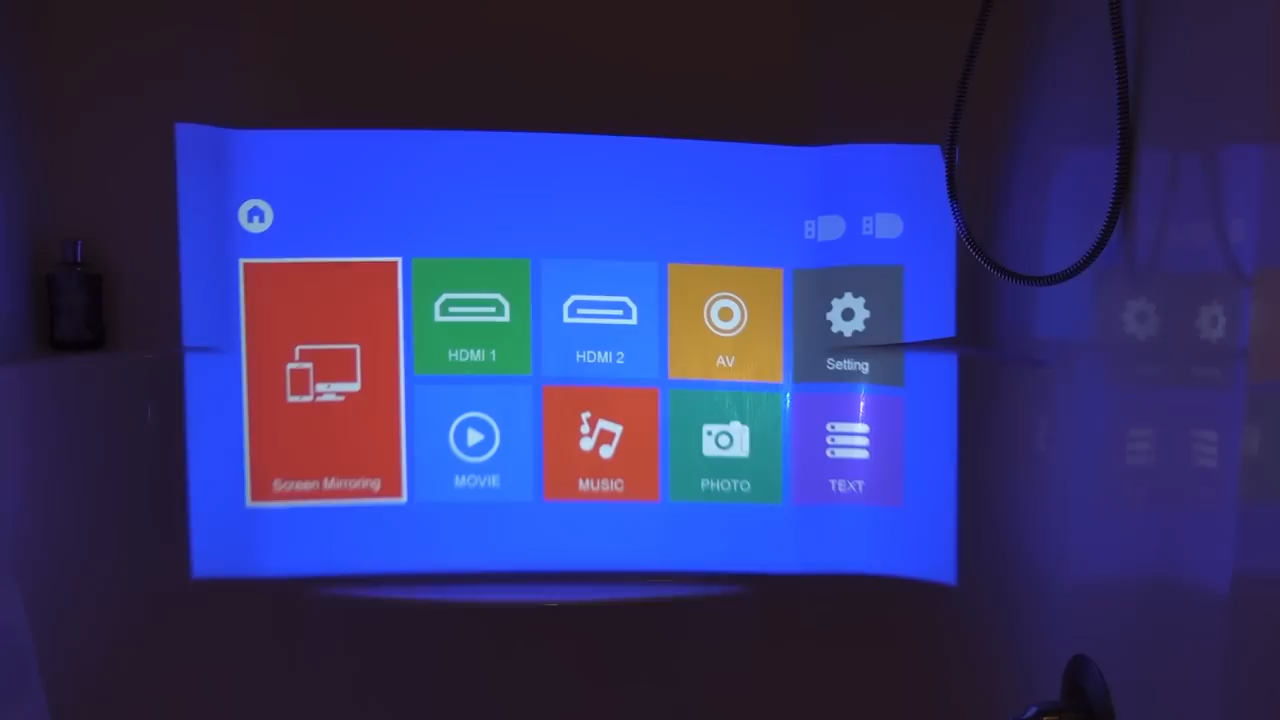 HDMI 1
HDMI 2
AV
Setting
Screen Mirroring
MOVIE
MUSIC
PHOTO
TEXT